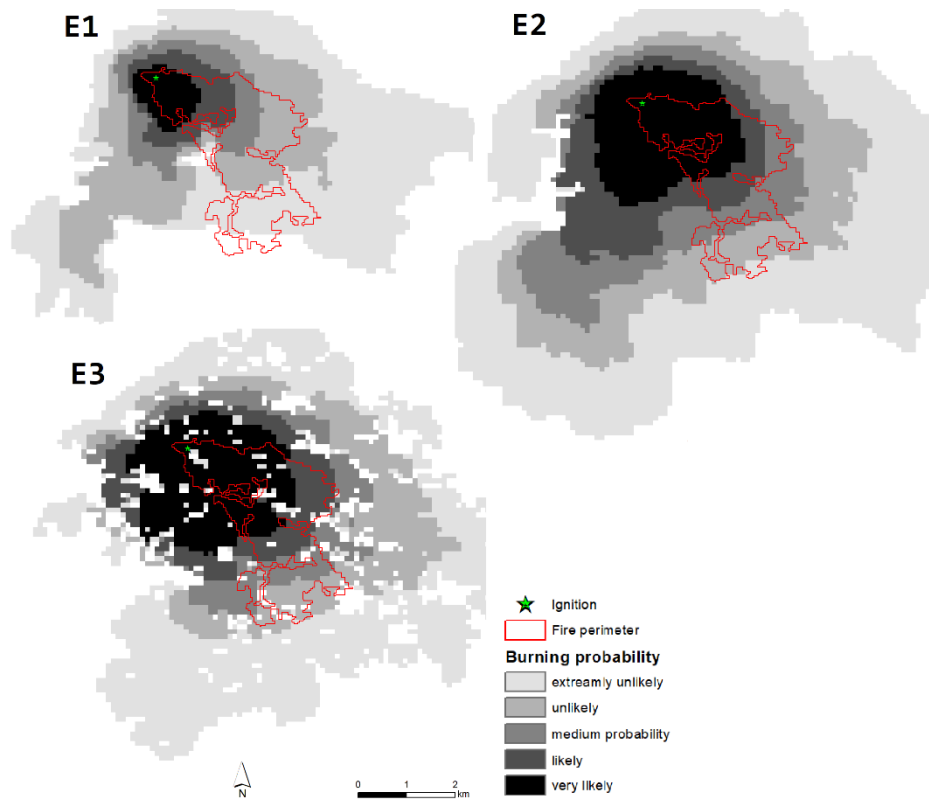 E1
E2
E3
Ignition
Fire perimeter
Burning probability
extreamly unlikely
unlikely
medium probability
likely
very likely
N
0 1 2
km